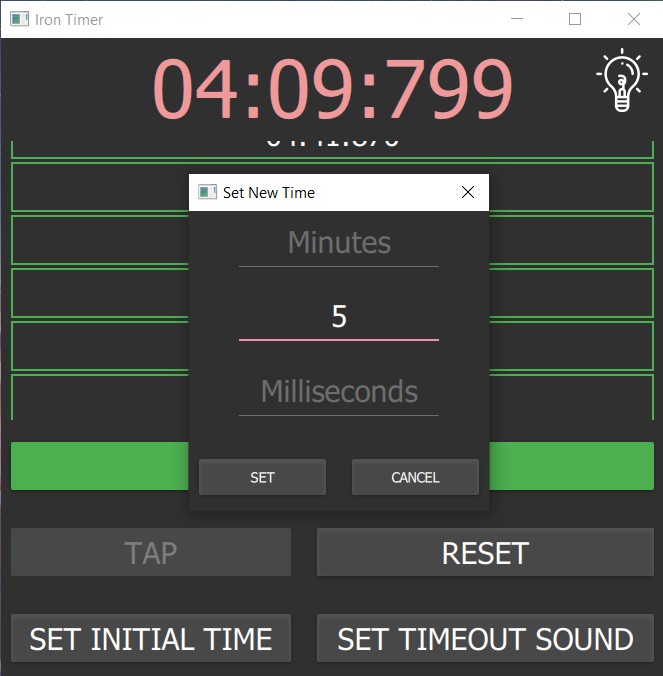 Iron Timer
04:09:799
Set New Time
Minutes
5
Milliseconds
SET CANCEL
TAP RESET
SET INITIAL TIME SET TIMEOUT SOUND